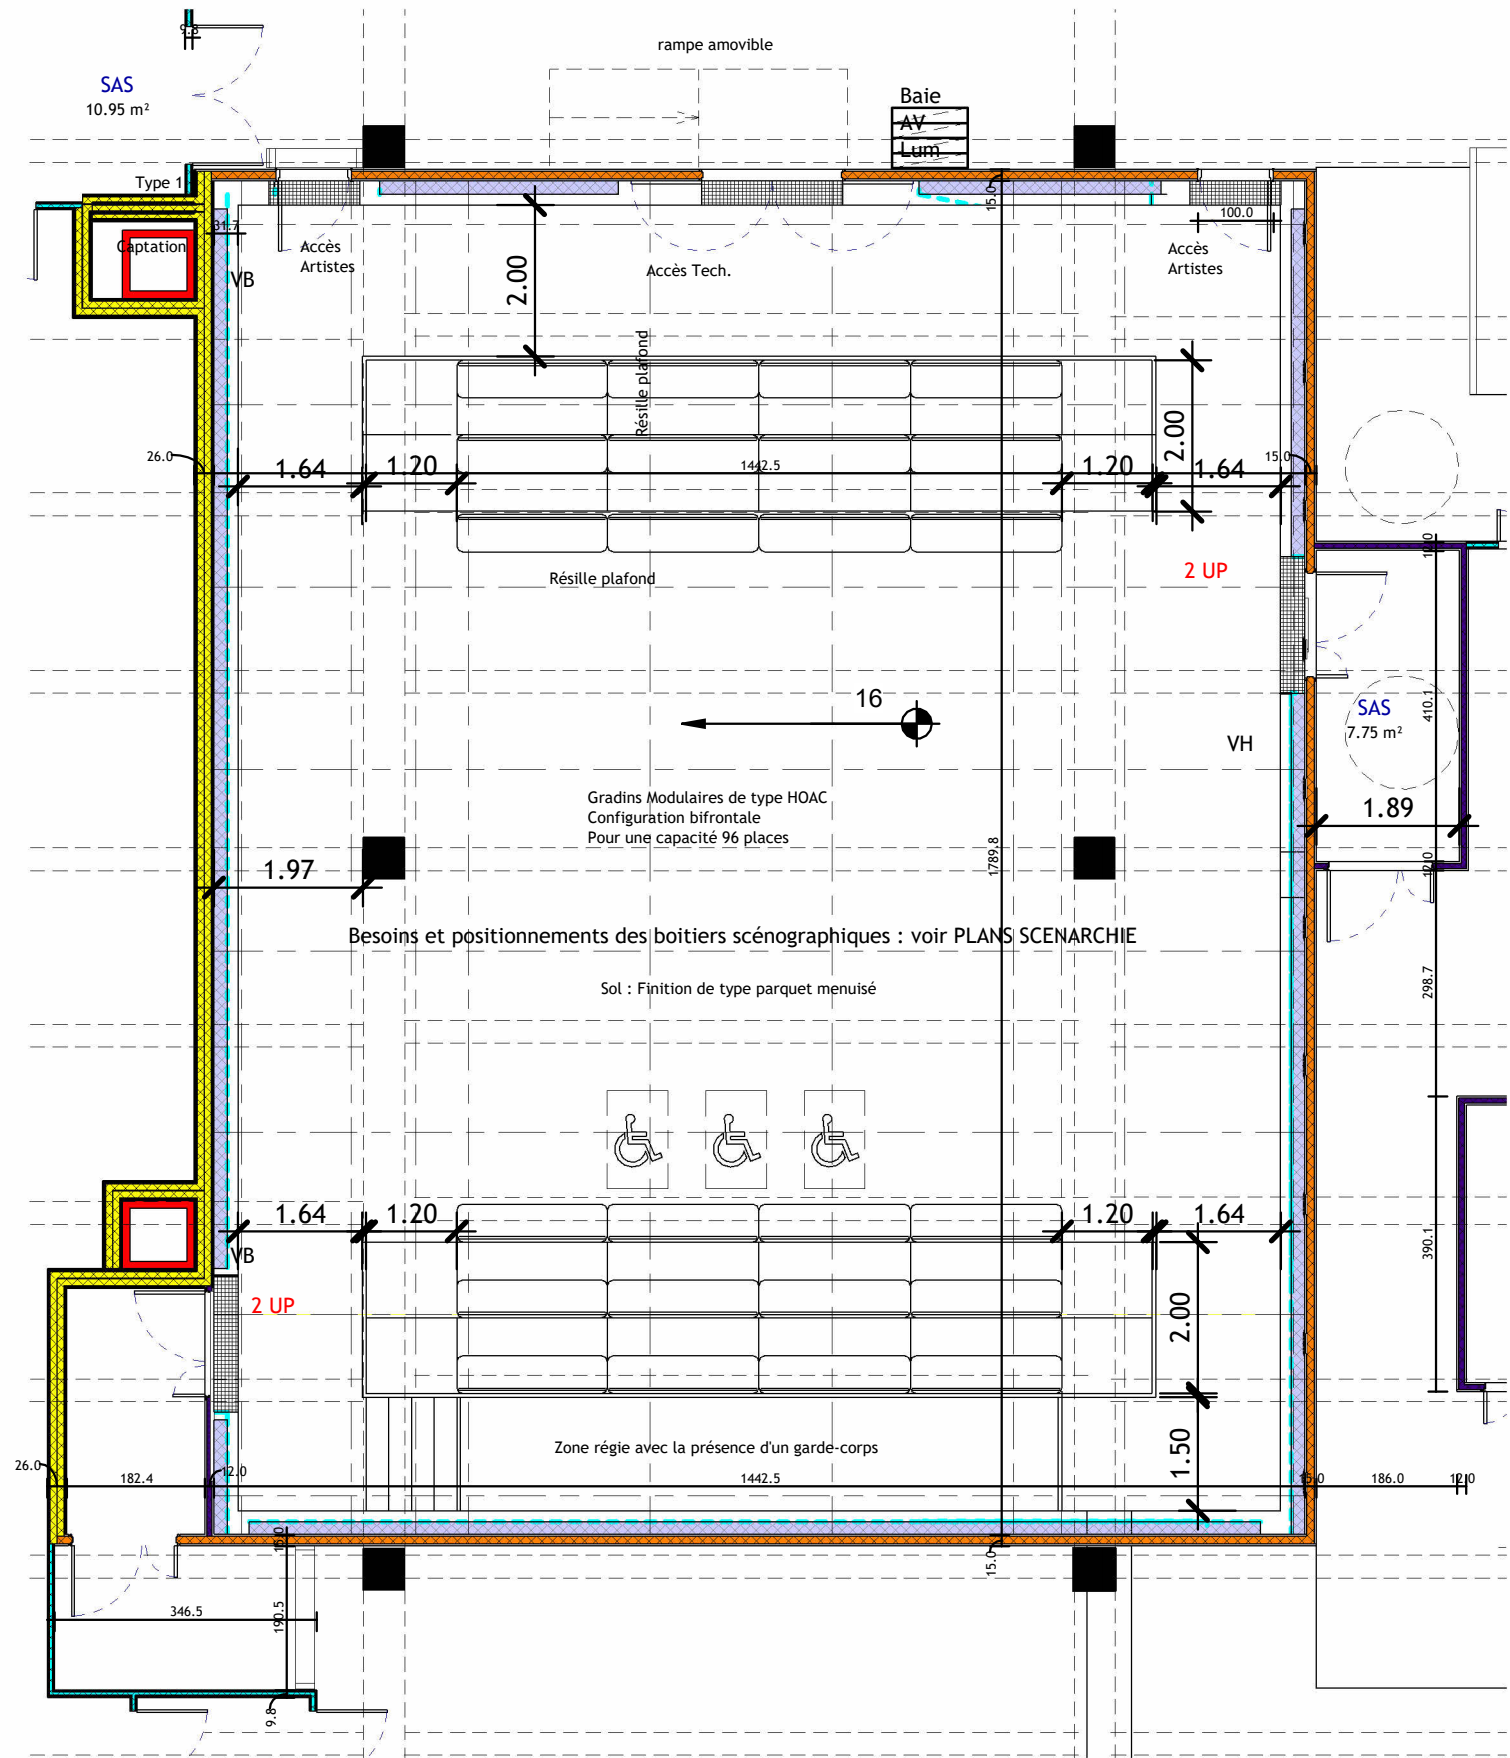 9.8
rampe amovible
SAS
10.95 m²
Baie
AV
Lum
Type 1
15.0
100.0
31.7
Captation
Accès
Artistes
VB
2.00
Accès Tech.
Accès
Artistes
Résille plafond
2.00
26.0
1.64
1.20
1442.5
1.20
15.0
1.64
Résille plafond
2 UP
16
SAS
7.75 m²
410.1
VH
Gradins Modulaires de type HOAC
Configuration bifrontale
Pour une capacité 96 places
1.89
1789.8
12.0
1.97
Besoins et positionnements des boitiers scénographiques : voir PLANS SCENARCHIE
Sol : Finition de type parquet menuisé
298.7
1.64
1.20
1.20
1.64
VB
390.1
2 UP
2.00
Zone régie avec la présence d'un garde-corps
1.50
26.0
182.4
12.0
1442.5
15.0
186.0
12.0
15.0
15.0
346.5
190.5
9.8